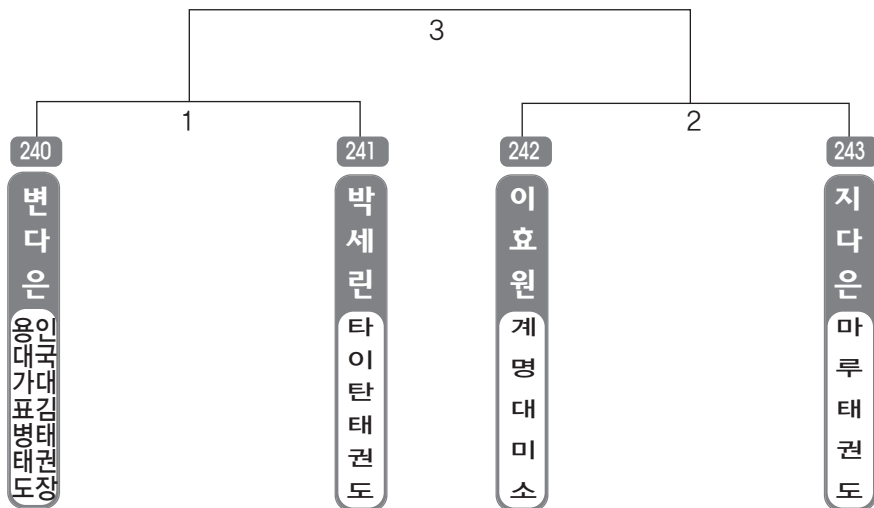 3
1
2
240
변다은
용인대국가대표김병태태권도장
241
박세린
타이탄태권도
242
이효원
계명대미소
243
지다은
마루태권도